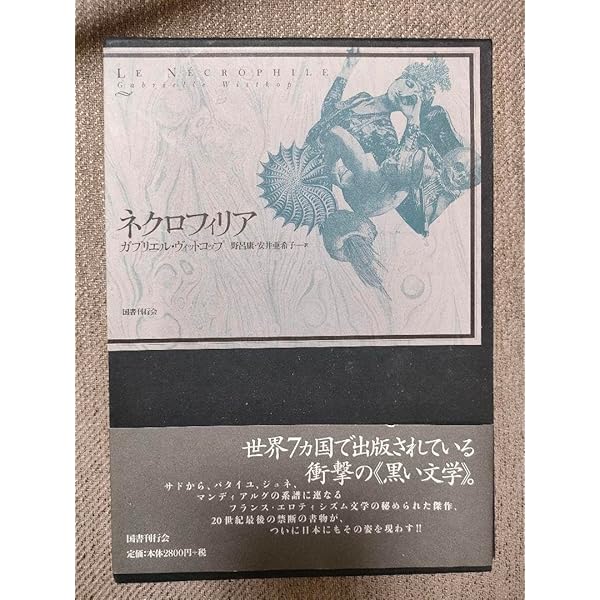 LE NÉCROPHILE
Gabrielle Wittkop
ネクロフィリア
ガブリエル・ヴィットコップ 野呂康・安井亜希子—訳
国書刊行会
世界7カ国で出版されている
衝撃の《黒い文学》。
サドから、バタイユ、ジュネ、
マンディアルグの系譜に連なる
フランス・エロティシズム文学の秘められた傑作、
20世紀最後の禁断の書物が、
ついに日本にもその姿を現わす!!
国書刊行会
定価:本体2800円+税